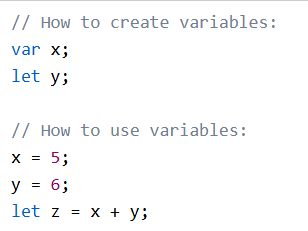 // How to create variables:
var x;
let y;

// How to use variables:
x = 5;
y = 6;
let z = x + y;